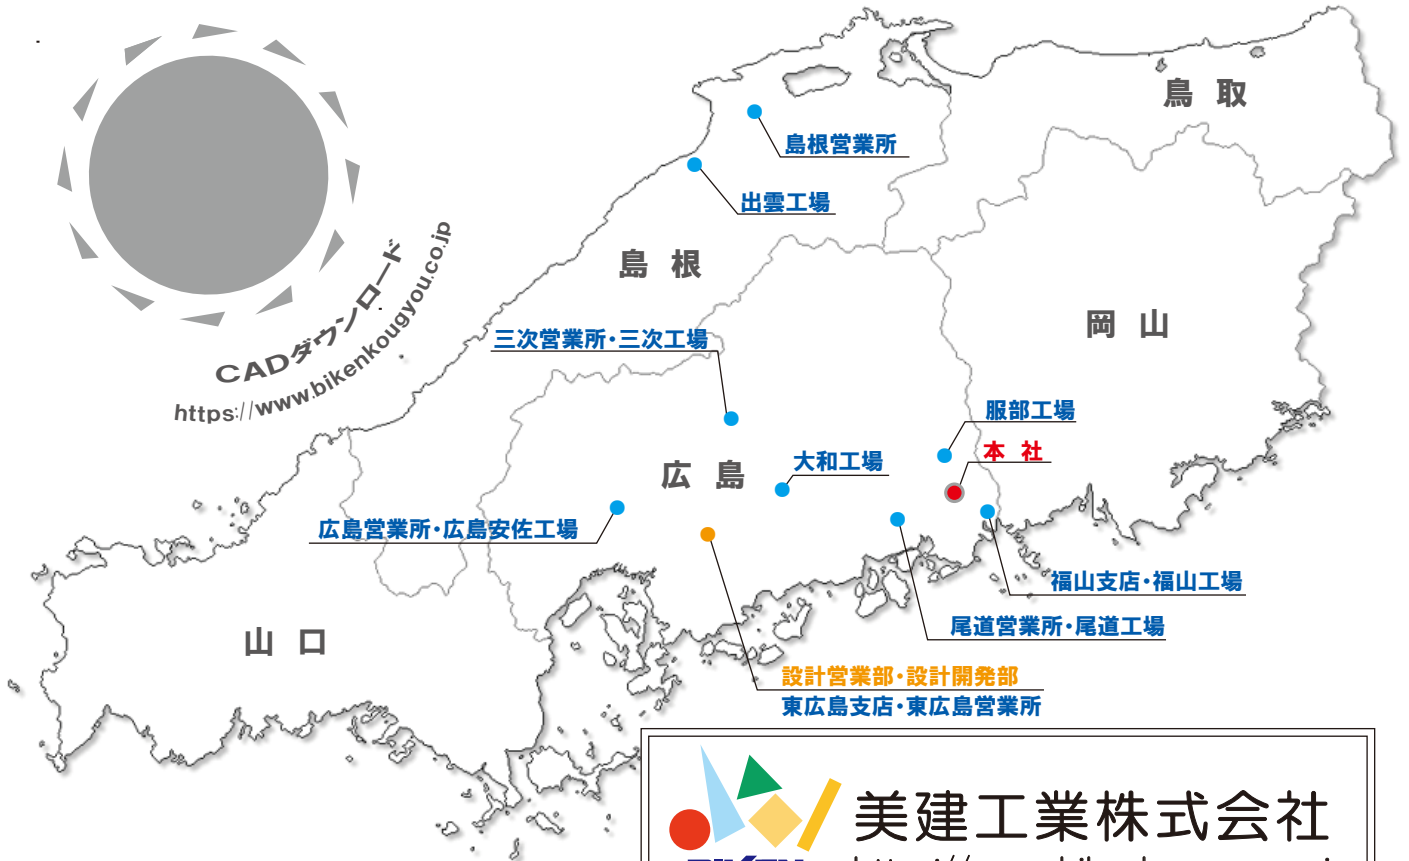 鳥 取
島根営業所
出雲工場
島 根
CADダウンロード
https://www.bikenkougyou.co.jp
岡 山
三次営業所・三次工場
服部工場
本 社
大和工場
広 島
広島営業所・広島安佐工場
福山支店・福山工場
尾道営業所・尾道工場
山 口
設計営業部・設計開発部
東広島支店・東広島営業所
美建工業株式会社